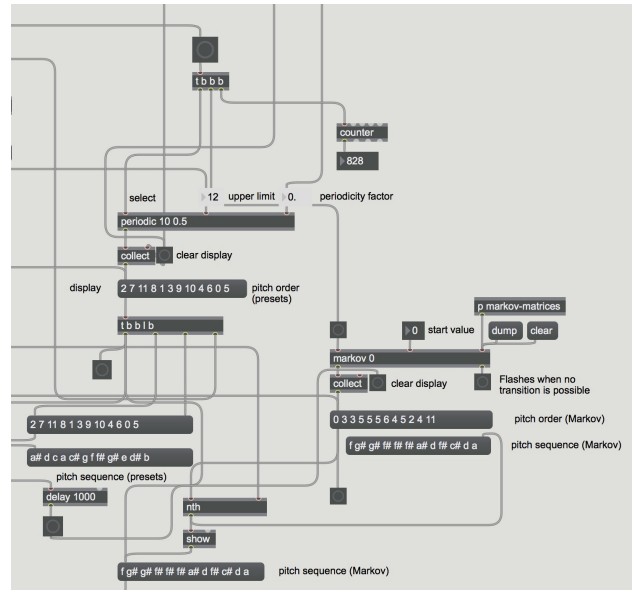 t b b b
counter
828
select
12
upper limit
0.
periodicity factor
periodic 10 0.5
collect
clear display
display
2 7 11 8 1 3 9 10 4 6 0 5
pitch order
(presets)
p markov-matrices
t b b l b
0
start value
dump
clear
markov 0
collect
clear display
Flashes when no
transition is possible
2 7 11 8 1 3 9 10 4 6 0 5
0 3 3 5 5 5 6 4 5 2 4 11
pitch order (Markov)
f g# g# f# f# f# a# d f# c# d a
pitch sequence (Markov)
a# d c a c# g f f# g# e d# b
pitch sequence (presets)
delay 1000
nth
show
f g# g# f# f# f# a# d f# c# d a
pitch sequence (Markov)